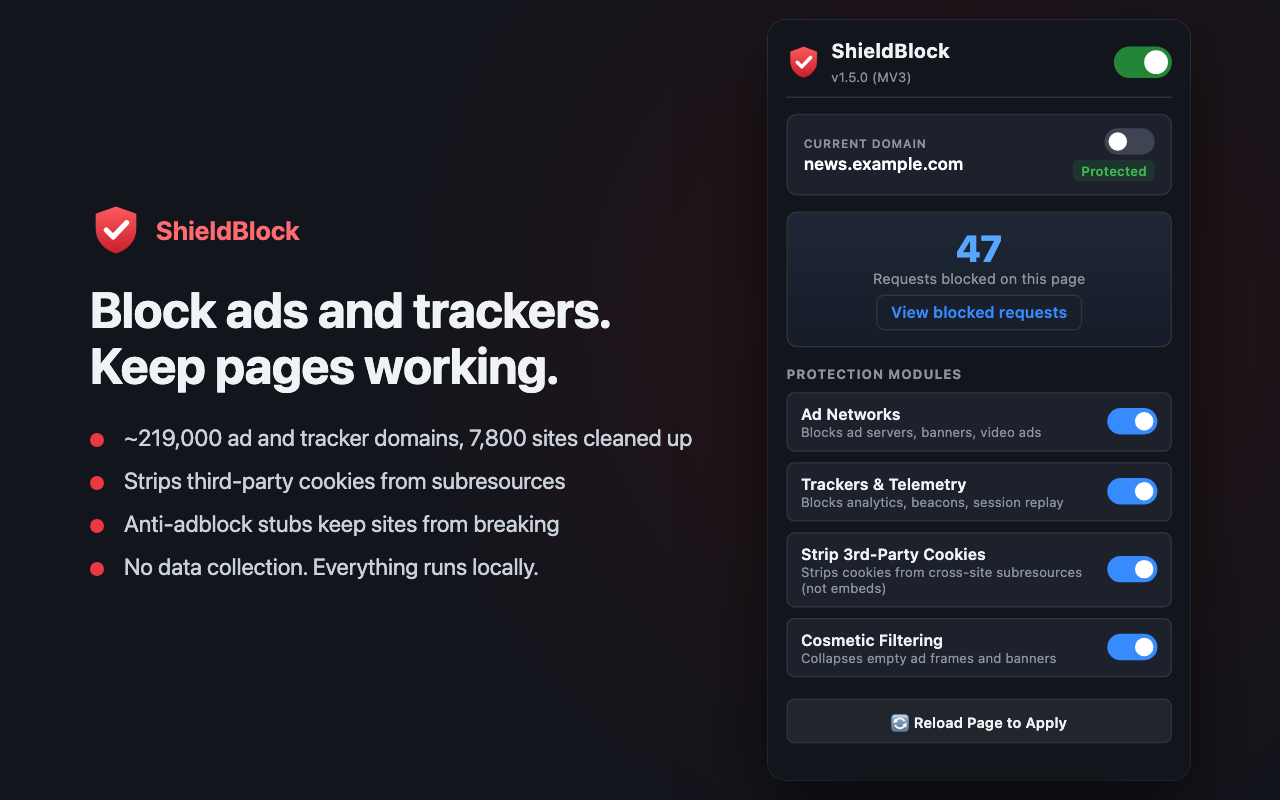 ShieldBlock
Block ads and trackers.
Keep pages working.
~219,000 ad and tracker domains, 7,800 sites cleaned up
Strips third-party cookies from subresources
Anti-adblock stubs keep sites from breaking
No data collection. Everything runs locally.
ShieldBlock
v1.5.0 (MV3)
CURRENT DOMAIN
news.example.com
Protected
47
Requests blocked on this page
View blocked requests
PROTECTION MODULES
Ad Networks
Blocks ad servers, banners, video ads
Trackers & Telemetry
Blocks analytics, beacons, session replay
Strip 3rd-Party Cookies
Strips cookies from cross-site subresources
(not embeds)
Cosmetic Filtering
Collapses empty ad frames and banners
Reload Page to Apply